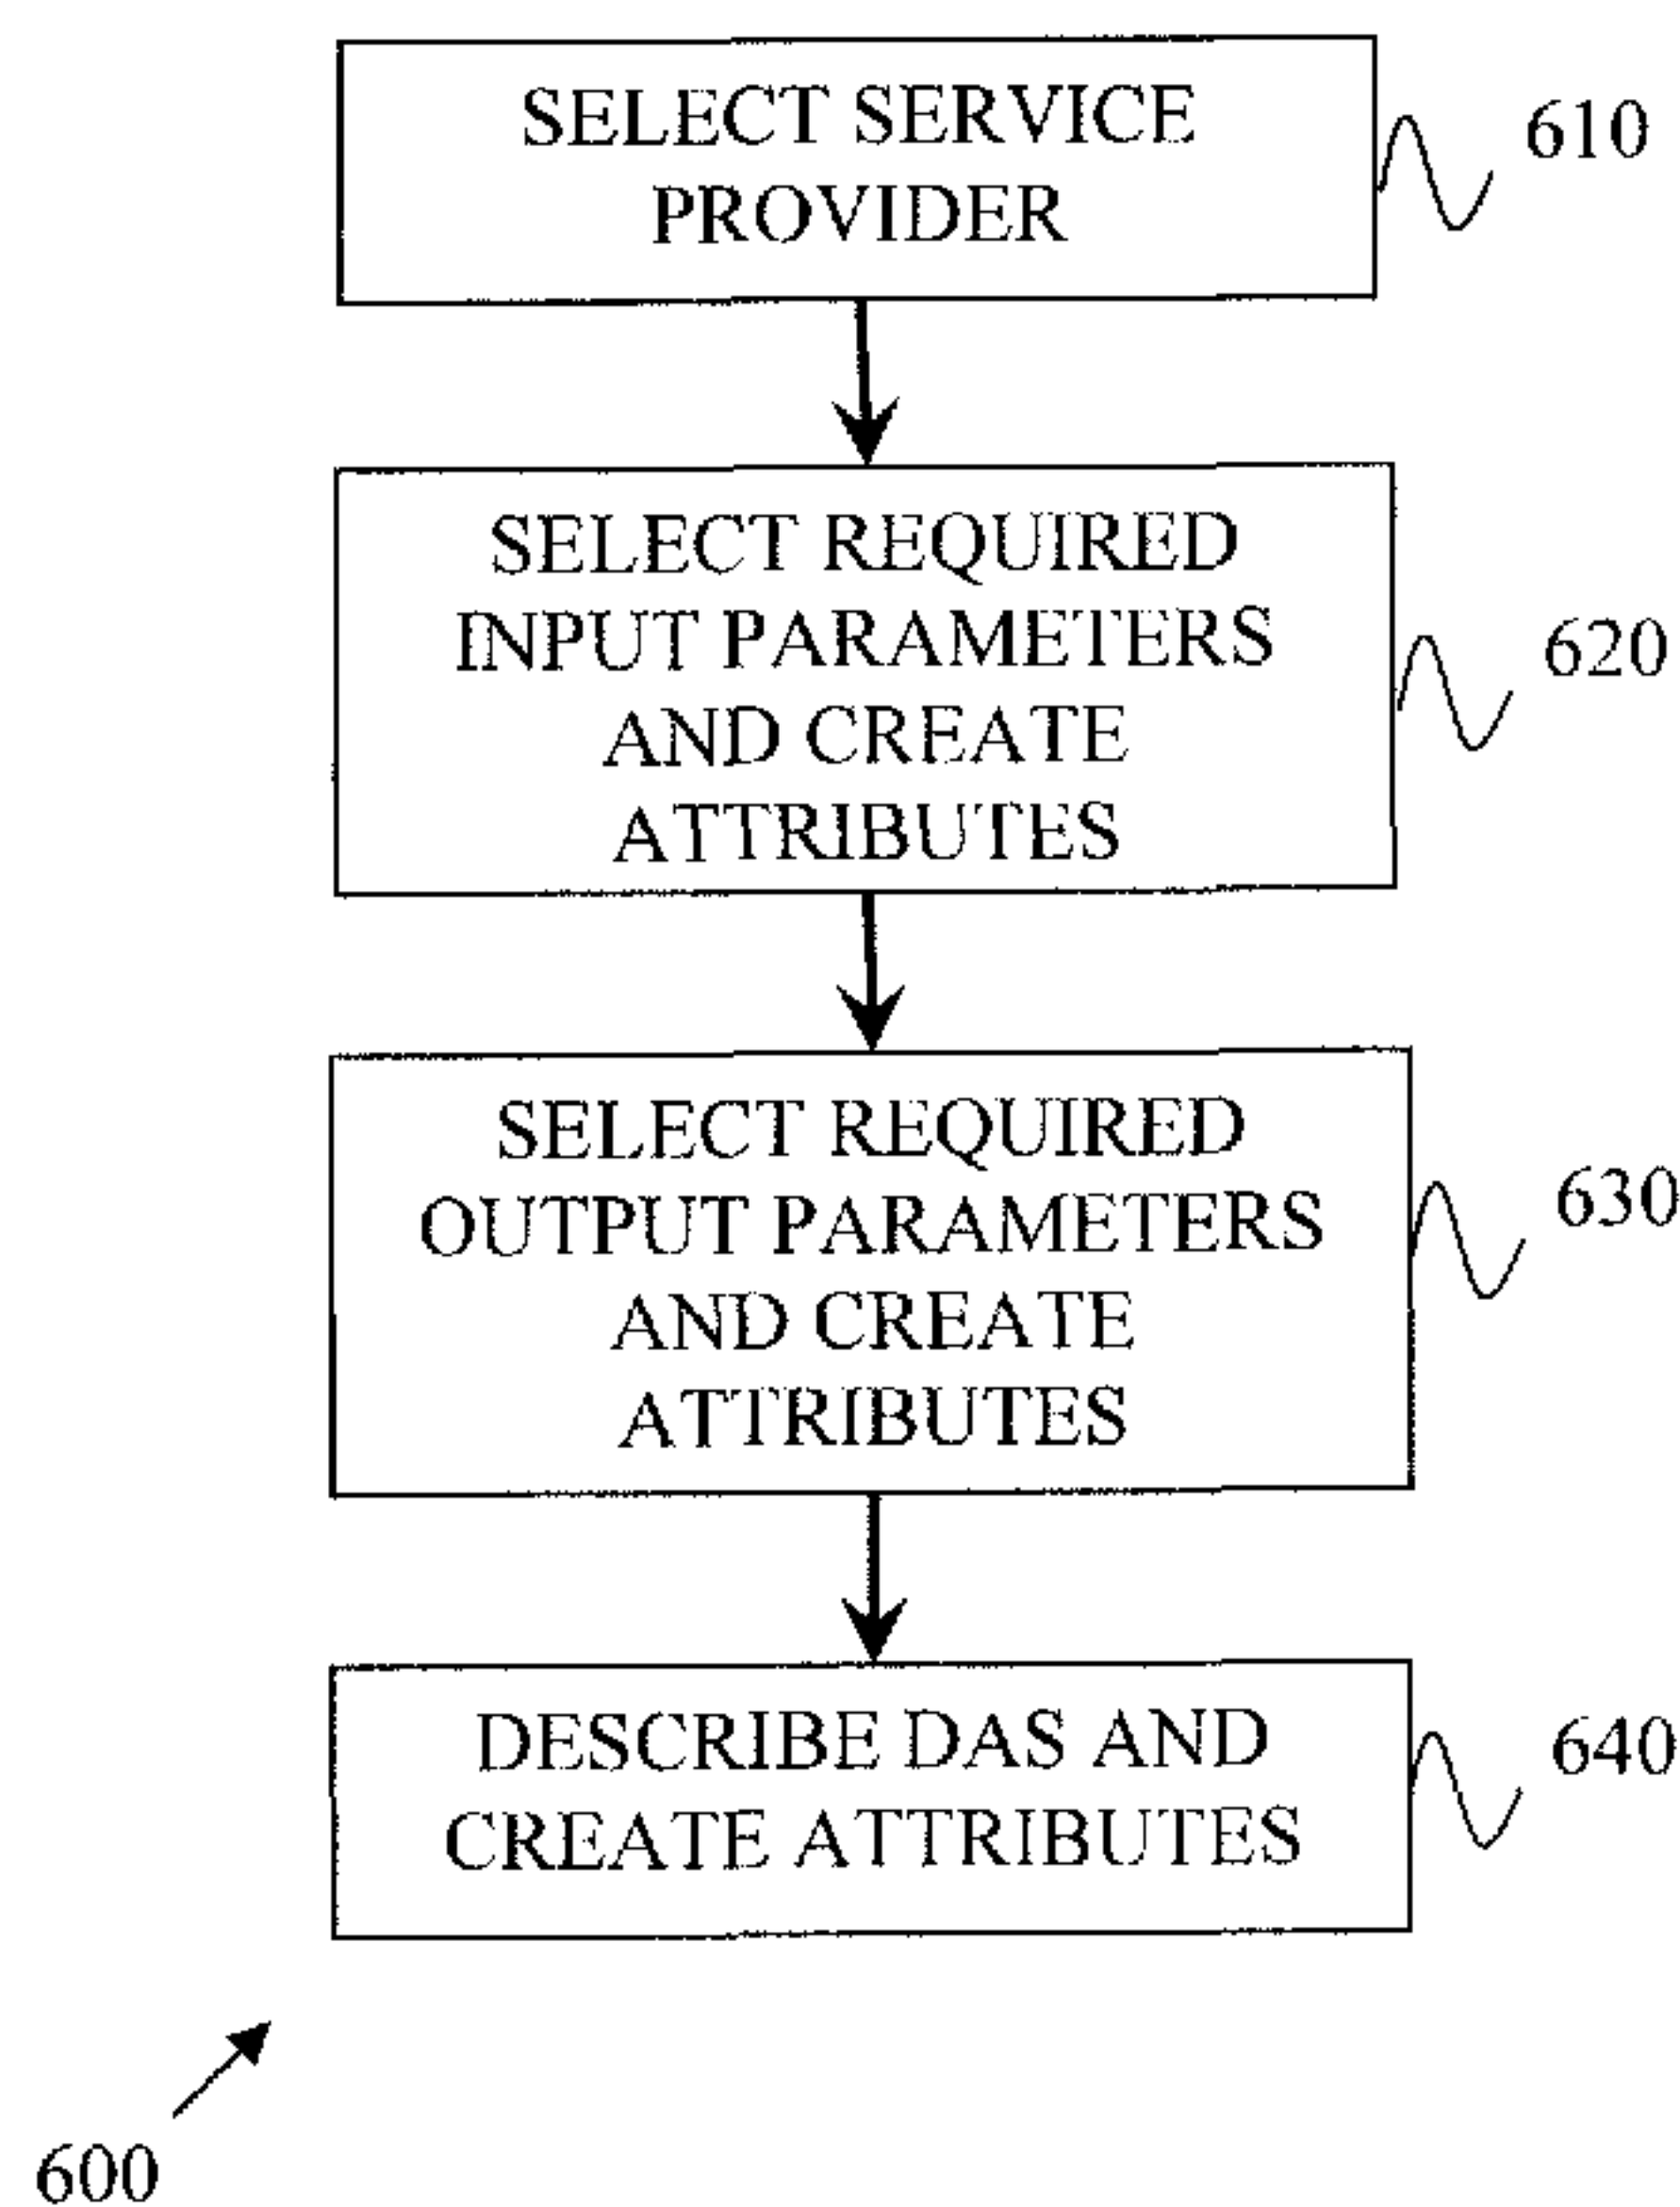 SELECT SERVICE
PROVIDER
610
SELECT REQUIRED
INPUT PARAMETERS
AND CREATE
ATTRIBUTES
620
SELECT REQUIRED
OUTPUT PARAMETERS
AND CREATE
ATTRIBUTES
630
DESCRIBE DAS AND
CREATE ATTRIBUTES
640
600